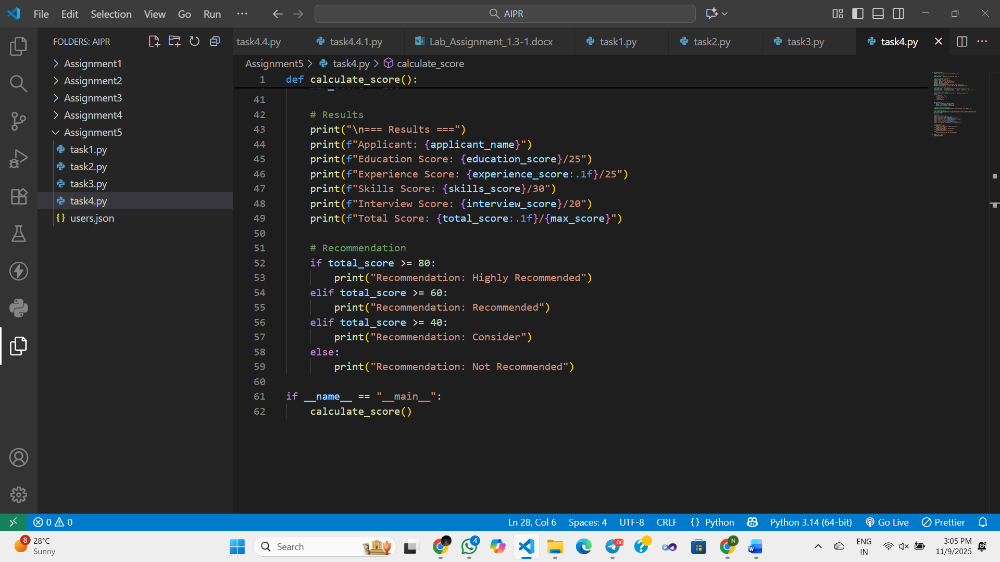 File Edit Selection View Go Run ···
AIPR
FOLDERS: AIPR
Assignment1
Assignment2
Assignment3
Assignment4
Assignment5
task1.py
task2.py
task3.py
task4.py
{} users.json
task4.4.py task4.4.1.py Lab_Assignment_1.3-1.docx task1.py task2.py task3.py task4.py
Assignment5 > task4.py > calculate_score
1 def calculate_score():
41
42 # Results
43 print("\n=== Results ===")
44 print(f"Applicant: {applicant_name}")
45 print(f"Education Score: {education_score}/25")
46 print(f"Experience Score: {experience_score:.1f}/25")
47 print(f"Skills Score: {skills_score}/30")
48 print(f"Interview Score: {interview_score}/20")
49 print(f"Total Score: {total_score:.1f}/{max_score}")
50
51 # Recommendation
52 if total_score >= 80:
53 print("Recommendation: Highly Recommended")
54 elif total_score >= 60:
55 print("Recommendation: Recommended")
56 elif total_score >= 40:
57 print("Recommendation: Consider")
58 else:
59 print("Recommendation: Not Recommended")
60
61 if __name__ == "__main__":
62 calculate_score()
0 0 Ln 28, Col 6 Spaces: 4 UTF-8 CRLF {} Python Python 3.14 (64-bit) Go Live Prettier
8 28°C
Sunny
Search
4
.06
N
ENG
IN
3:05 PM
11/9/2025